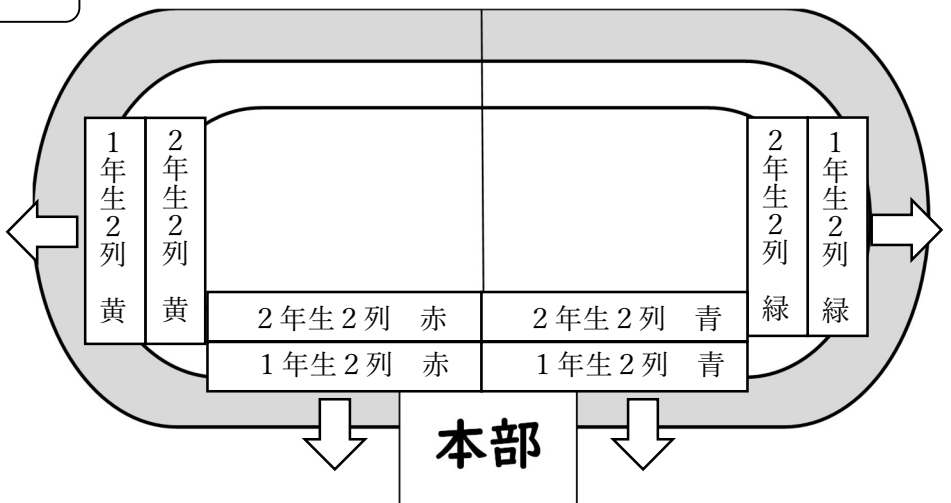 1年生2列　黄
2年生2列　黄
2年生2列　赤
1年生2列　赤
2年生2列　青
1年生2列　青
2年生2列　緑
1年生2列　緑
本部